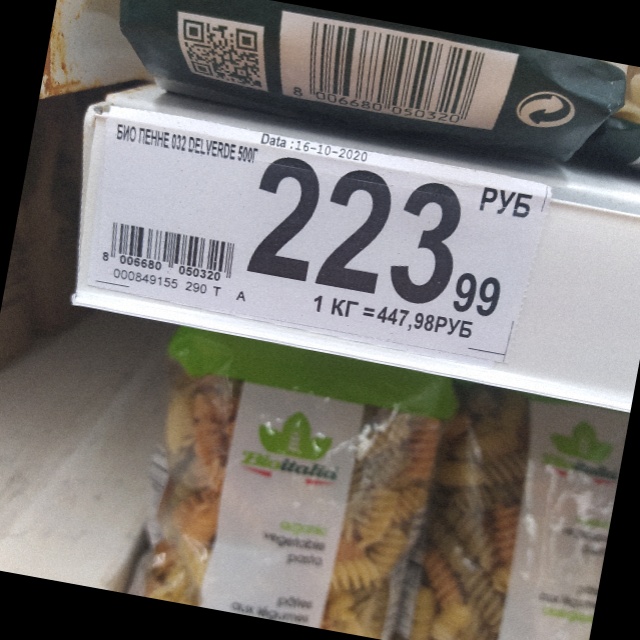 8 006680 050320
БИО ПЕННЕ 032 DELVERDE 500Г
Data :16-10-2020
223 99
РУБ
8 006680 050320
000849155 290 Т А
1 КГ =447,98РУБ
Bioitalia
vegetable
pasta
pâtes
aux légumes